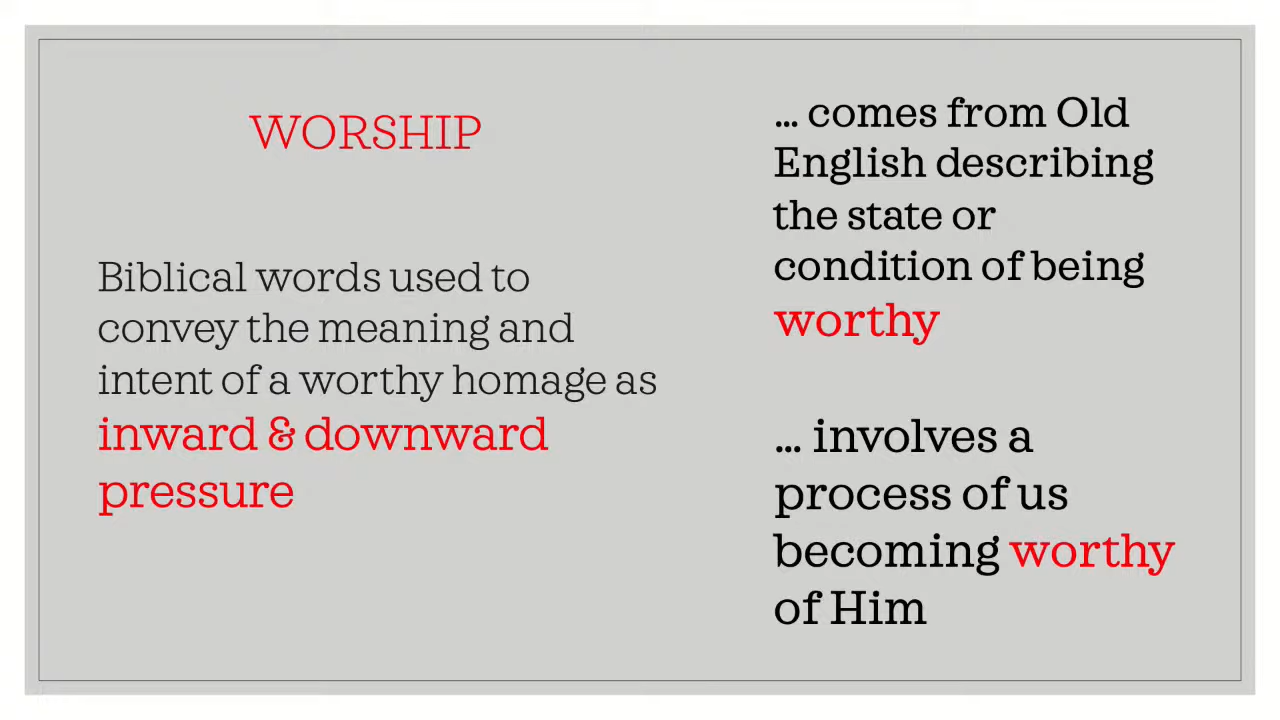 WORSHIP
Biblical words used to
convey the meaning and
intent of a worthy homage as
inward & downward
pressure
... comes from Old
English describing
the state or
condition of being
worthy
... involves a
process of us
becoming worthy
of Him